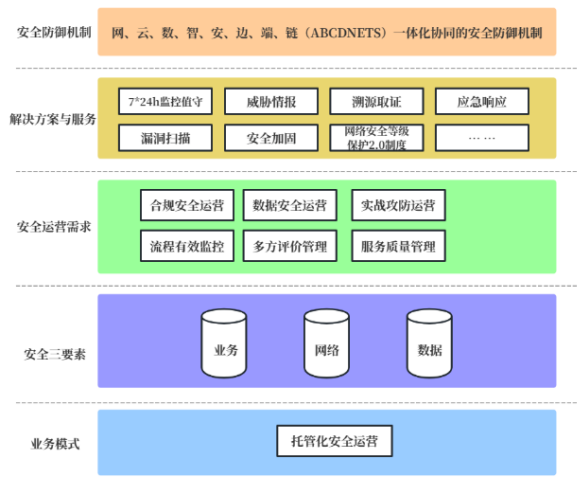 安全防御机制
网、云、数、智、安、边、端、链（ABCDNETS）一体化协同的安全防御机制
解决方案与服务
7*24h监控值守
威胁情报
溯源取证
应急响应
漏洞扫描
安全加固
网络安全等级
保护2.0制度
… …
安全运营需求
合规安全运营
数据安全运营
实战攻防运营
流程有效监控
多方评价管理
服务质量管理
安全三要素
业务
网络
数据
业务模式
托管化安全运营